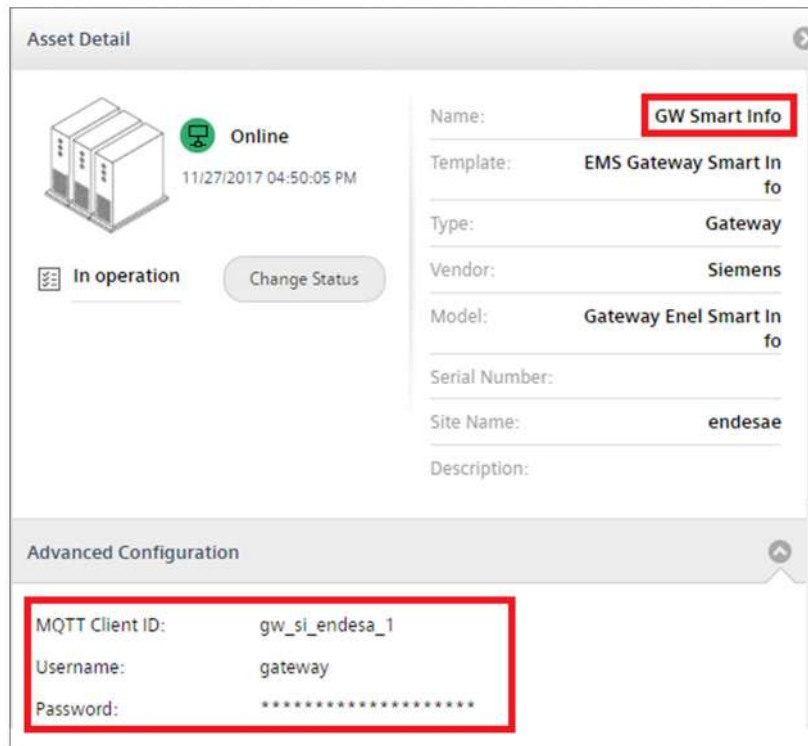 Asset Detail
Online
11/27/2017 04:50:05 PM
In operation
Change Status
Name: GW Smart Info
Template: EMS Gateway Smart In
fo
Type: Gateway
Vendor: Siemens
Model: Gateway Enel Smart In
fo
Serial Number:
Site Name: endesae
Description:
Advanced Configuration
MQTT Client ID: gw_si_endesa_1
Username: gateway
Password: *********************